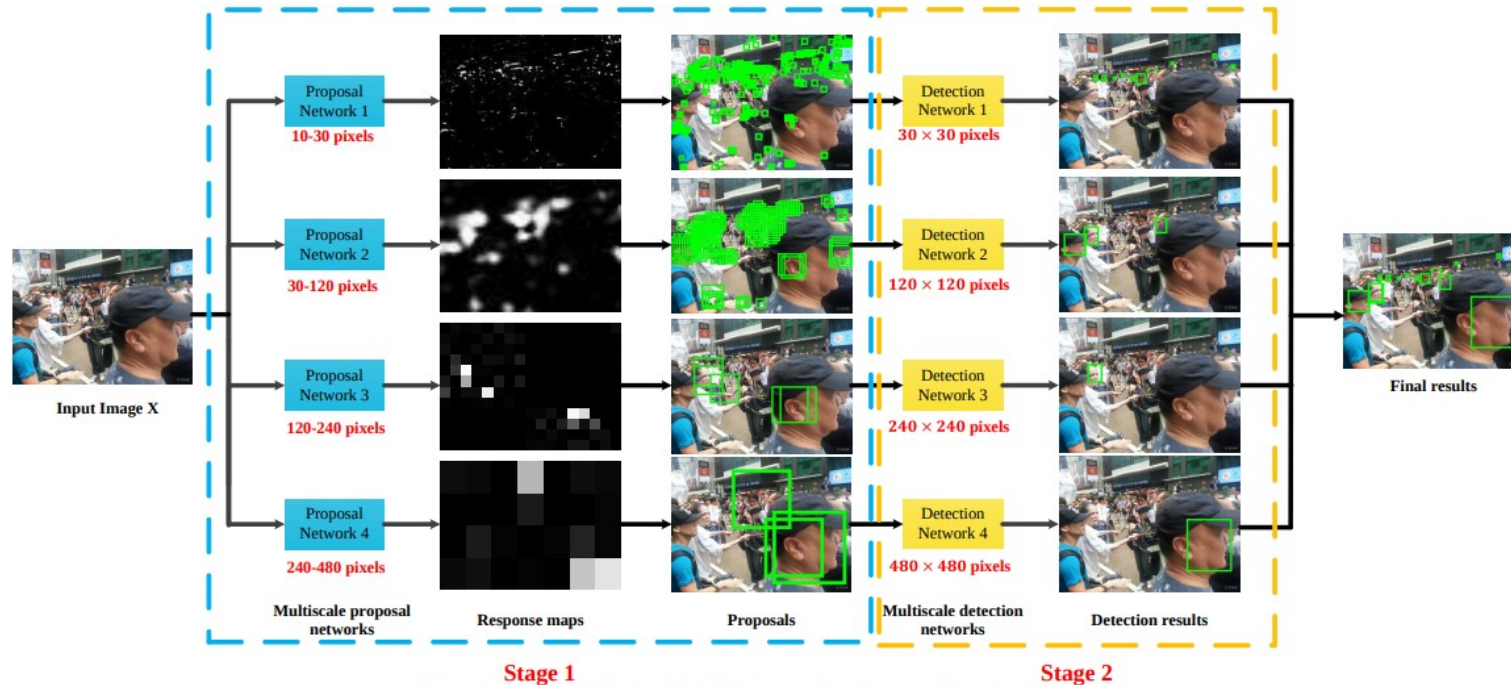 Input Image X
Proposal
Network 1
10-30 pixels
Proposal
Network 2
30-120 pixels
Proposal
Network 3
120-240 pixels
Proposal
Network 4
240-480 pixels
Multiscale proposal
networks
Response maps
Proposals
Stage 1
Detection
Network 1
30 × 30 pixels
Detection
Network 2
120 × 120 pixels
Detection
Network 3
240 × 240 pixels
Detection
Network 4
480 × 480 pixels
Multiscale detection
networks
Detection results
Stage 2
Final results